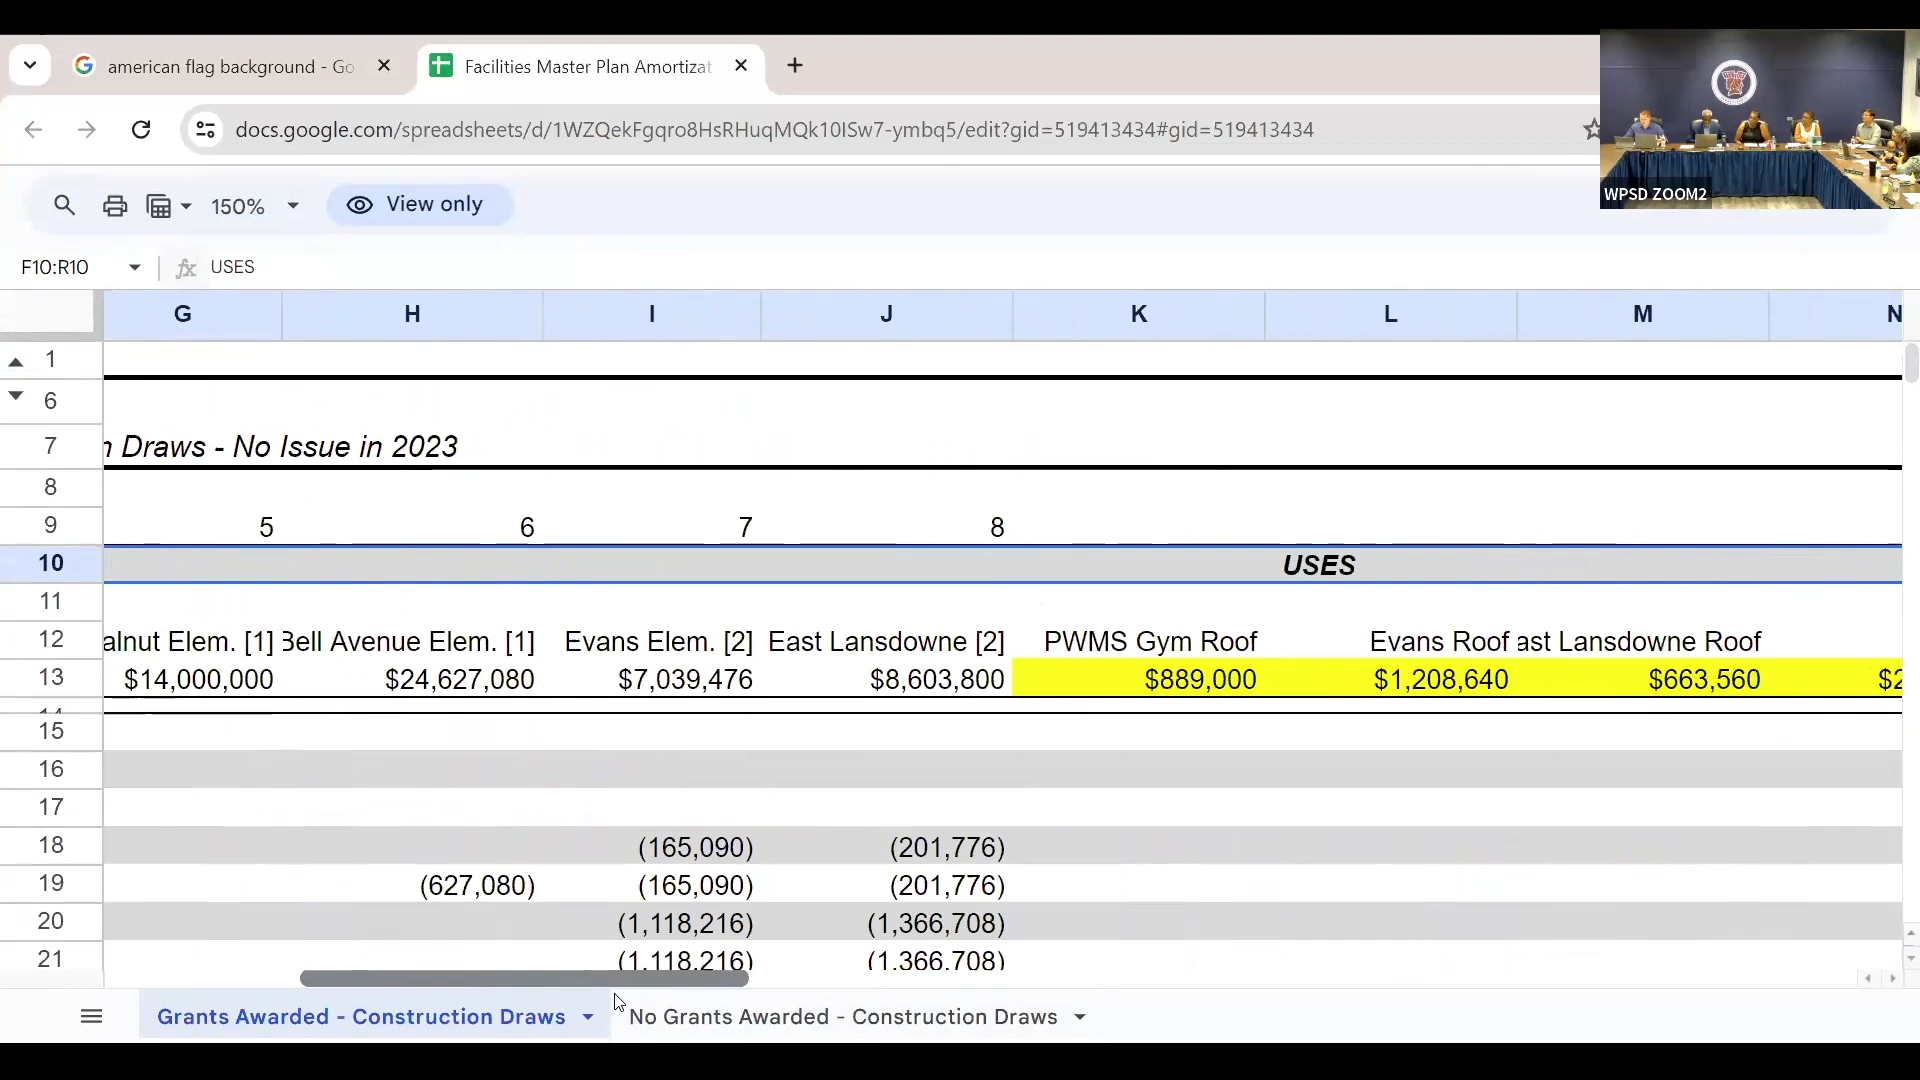 american flag background - Go
Facilities Master Plan Amortizat
docs.google.com/spreadsheets/d/1WZQekFgqro8HsRHuqMQk10ISw7-ymbq5/edit?gid=519413434#gid=519413434
WPSD ZOOM2
150% View only
F10:R10 fx USES
G H I J K L M N
1
6
7 Draws - No Issue in 2023
8
9 5 6 7 8
10 USES
11
12 alnut Elem. [1] Bell Avenue Elem. [1] Evans Elem. [2] East Lansdowne [2] PWMS Gym Roof Evans Roof ast Lansdowne Roof
13 $14,000,000 $24,627,080 $7,039,476 $8,603,800 $889,000 $1,208,640 $663,560 $2
15
16
17
18 (165,090) (201,776)
19 (627,080) (165,090) (201,776)
20 (1,118,216) (1,366,708)
21 (1,118,216) (1,366,708)
Grants Awarded - Construction Draws No Grants Awarded - Construction Draws